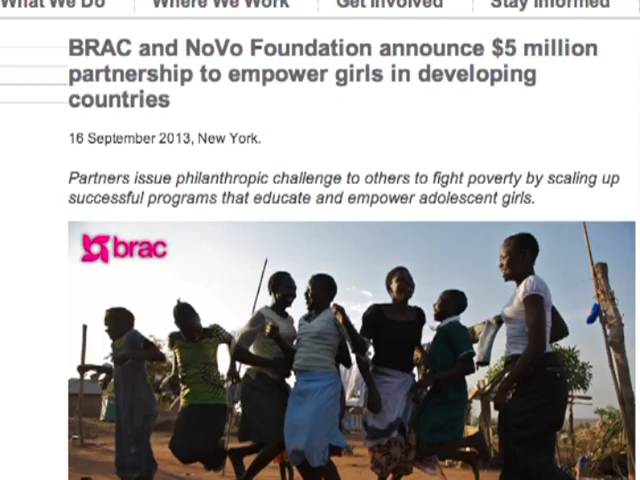 What We Do Where We Work Get Involved Stay Informed
BRAC and NoVo Foundation announce $5 million
partnership to empower girls in developing
countries
16 September 2013, New York.
Partners issue philanthropic challenge to others to fight poverty by scaling up
successful programs that educate and empower adolescent girls.
brac